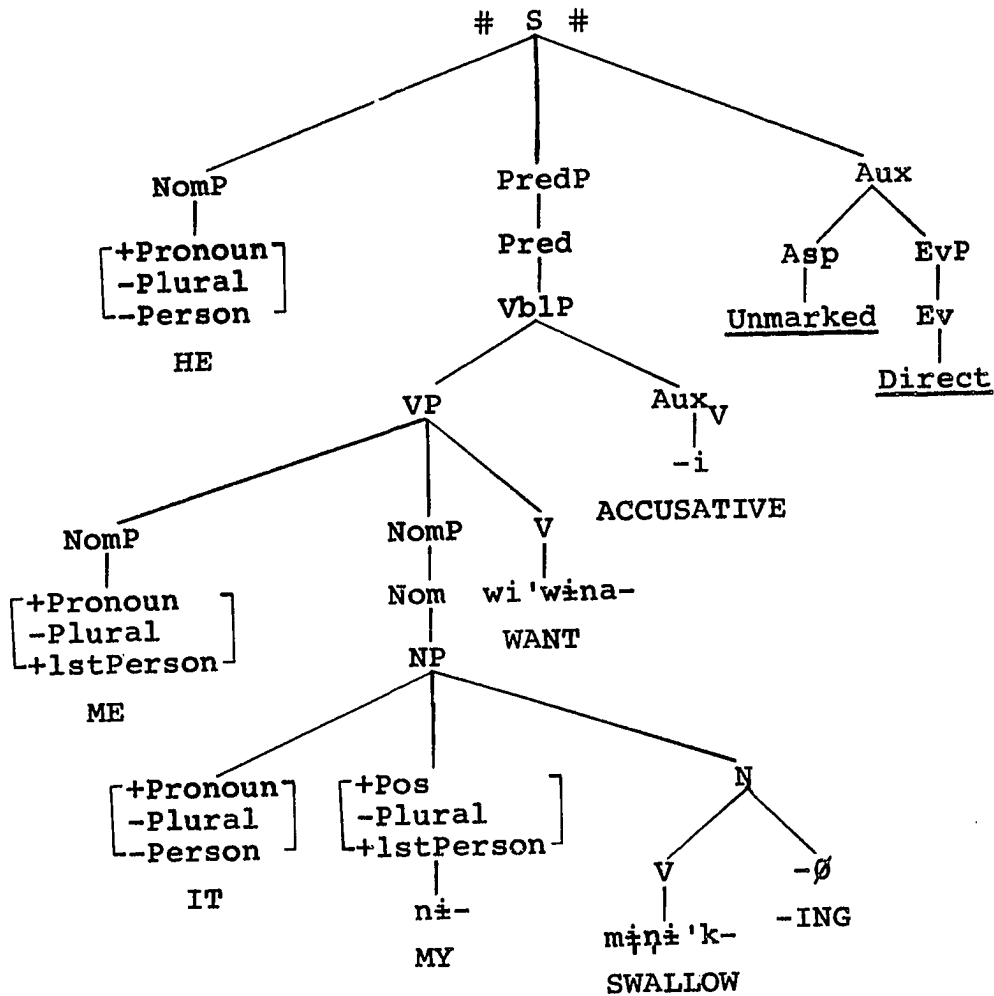 # S #
NomP PredP Aux
+Pronoun Pred Asp EvP
-Plural
-Person VblP Unmarked Ev
HE Direct
VP AuxV
-i
ACCUSATIVE
NomP NomP V
+Pronoun Nom wi'wɨna-
-Plural WANT
+1stPerson NP
ME
+Pronoun +Pos N
-Plural -Plural
-Person +1stPerson V -Ø
IT nɨ- -ING
mɨ̧ņɨ̧'k-
MY SWALLOW